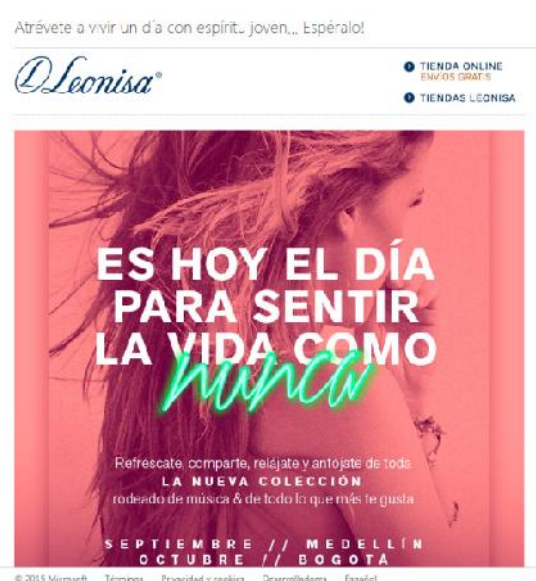 Atrévete a vivir un día con espíritu joven... Espéralo!
Leonisa®
TIENDA ONLINE
ENVÍOS GRATIS
TIENDAS LEONISA
ES HOY EL DÍA
PARA SENTIR
LA VIDA COMO
nunca
Refréscate, comparte, relájate y antójate de toda
LA NUEVA COLECCIÓN
rodeado de música & de todo lo que más te gusta
SEPTIEMBRE // MEDELLÍN
OCTUBRE // BOGOTÁ
© 2015 Microsoft Términos Privacidad y cookies Desarrolladores Español